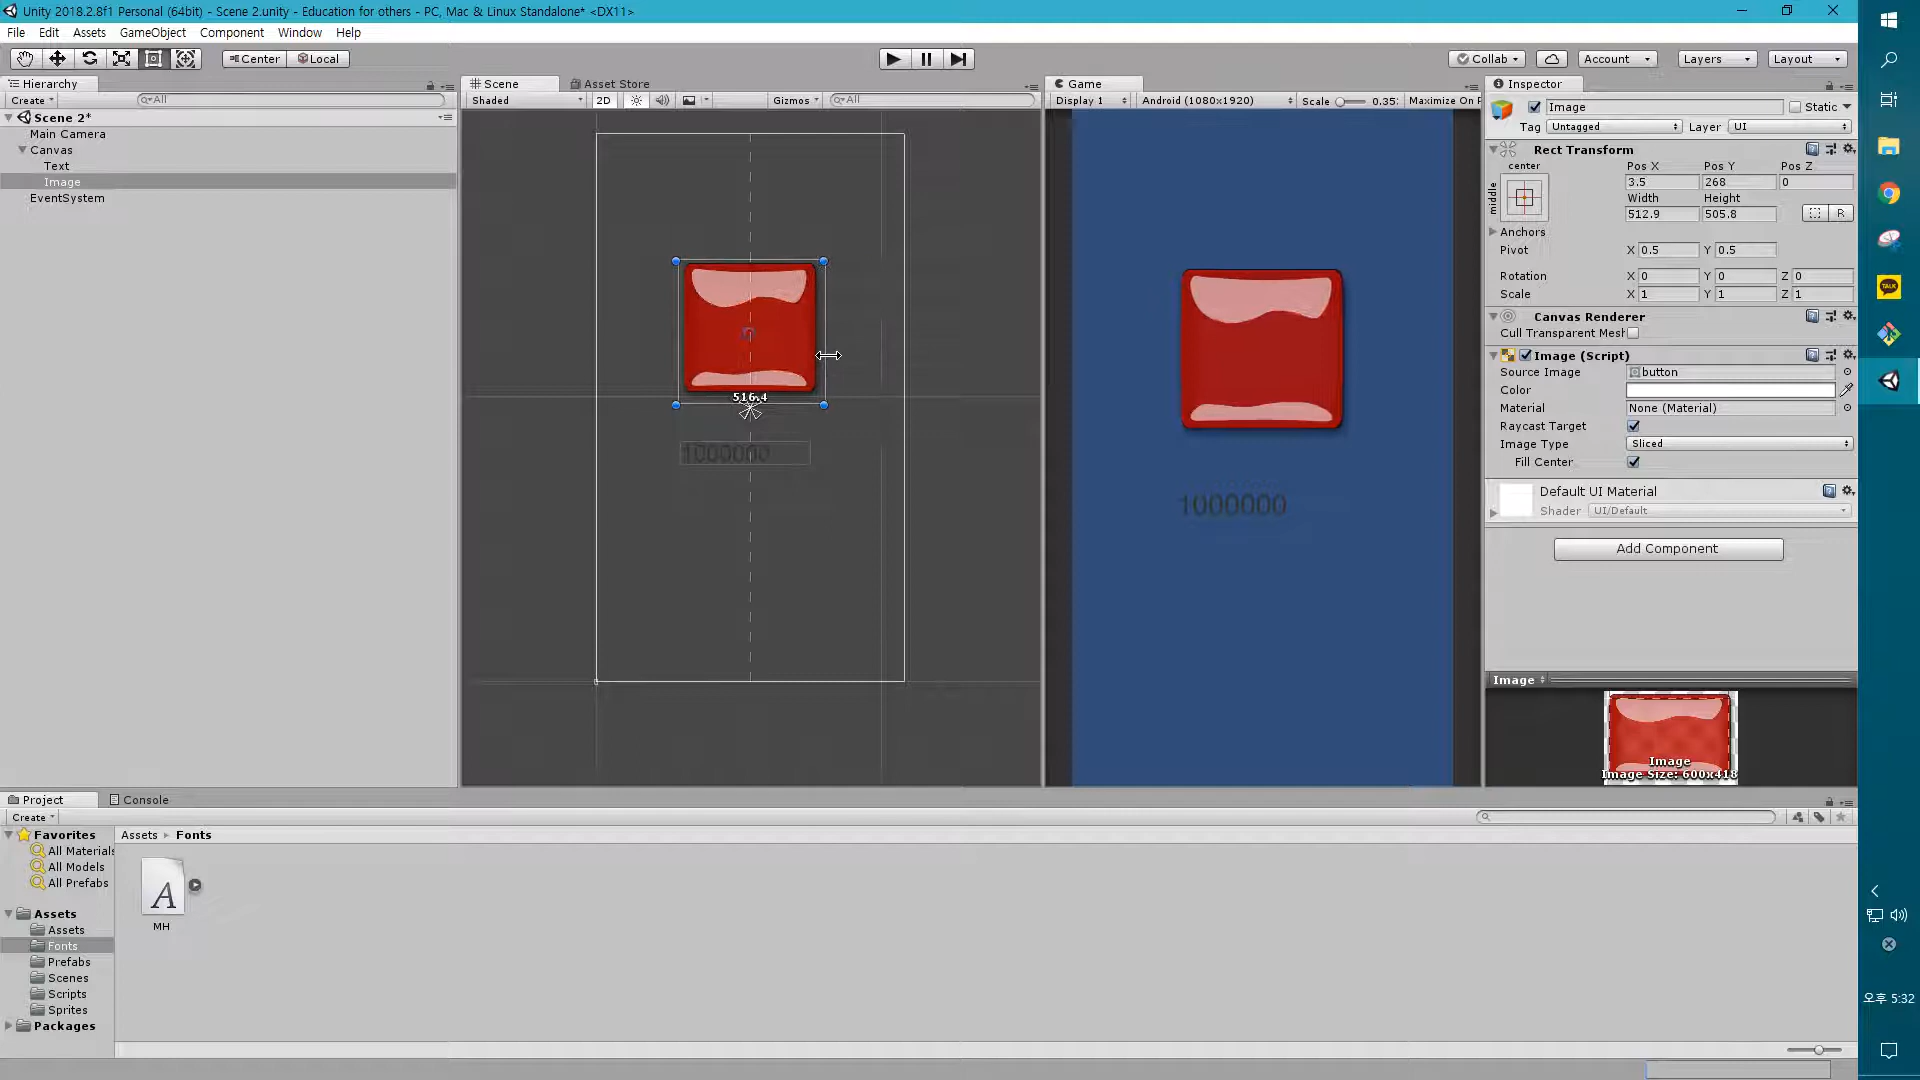 Unity 2018.2.8f1 Personal (64bit) - Scene 2.unity - Education for others - PC, Mac & Linux Standalone* <DX11>
File Edit Assets GameObject Component Window Help
Center Local Collab Account Layers Layout
Hierarchy
Create All
Scene 2*
Main Camera
Canvas
Text
Image
EventSystem
Scene Asset Store
Shaded 2D Gizmos All
516.4
1000000
Game
Display 1 Android (1080x1920) Scale 0.35: Maximize On P
1000000
Inspector
Image Static
Tag Untagged Layer UI
Rect Transform
center Pos X Pos Y Pos Z
middle 3.5 268 0
Width Height
512.9 505.8 R
Anchors
Pivot X 0.5 Y 0.5
Rotation X 0 Y 0 Z 0
Scale X 1 Y 1 Z 1
Canvas Renderer
Cull Transparent Mesh
Image (Script)
Source Image button
Color
Material None (Material)
Raycast Target
Image Type Sliced
Fill Center
Default UI Material
Shader UI/Default
Add Component
Image
Image
Image Size: 600x418
Project Console
Create
Favorites
All Materials
All Models
All Prefabs
Assets
Assets
Fonts
Prefabs
Scenes
Scripts
Sprites
Packages
Assets Fonts
A
MH
TALK
오후 5:32